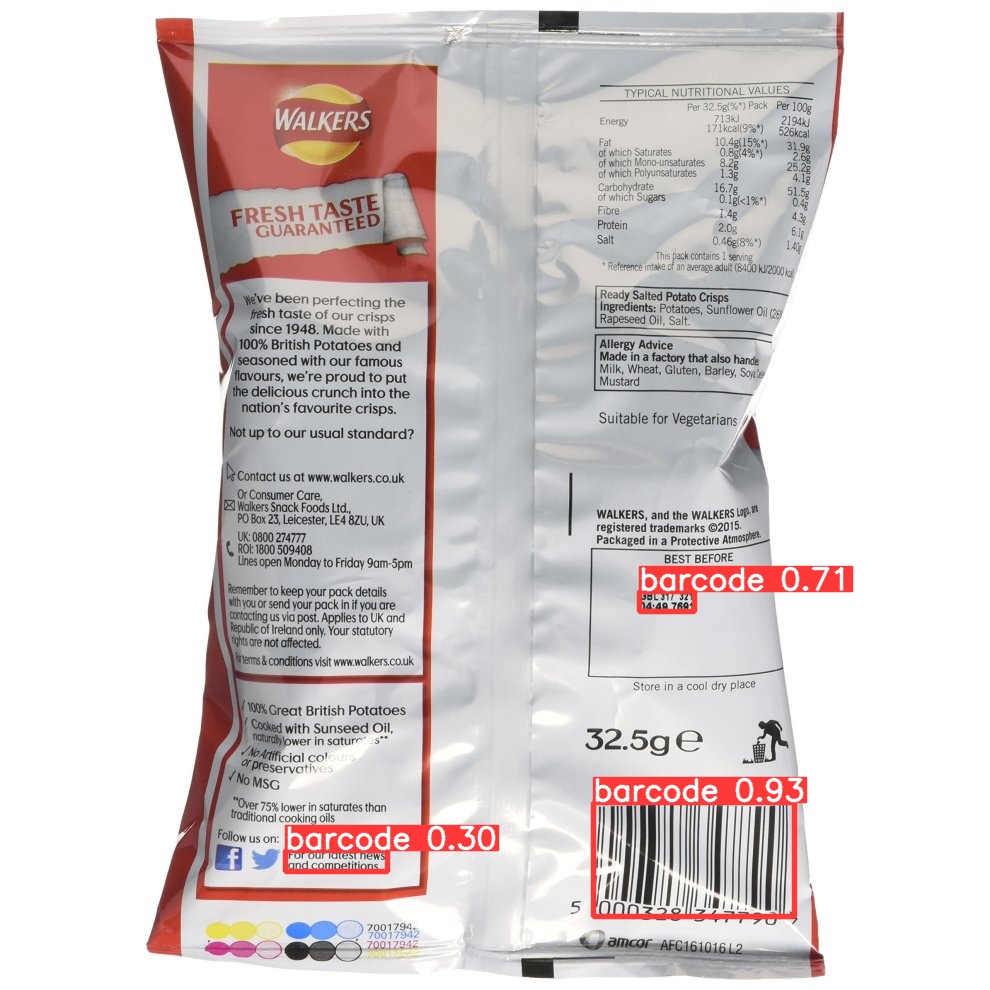 WALKERS
FRESH TASTE
GUARANTEED
We've been perfecting the
fresh taste of our crisps
since 1948. Made with
100% British Potatoes and
seasoned with our famous
flavours, we're proud to put
the delicious crunch into the
nation's favourite crisps.
Not up to our usual standard?
Contact us at www.walkers.co.uk
Or Consumer Care,
Walkers Snack Foods Ltd.,
PO Box 23, Leicester, LE4 8ZU, UK
UK: 0800 274777
ROI: 1800 509408
Lines open Monday to Friday 9am-5pm
Remember to keep your pack details
with you or send your pack in if you are
contacting us via post. Applies to UK and
Republic of Ireland only. Your statutory
rights are not affected.
For terms & conditions visit www.walkers.co.uk
100% Great British Potatoes
Cooked with Sunseed Oil,
naturally lower in saturates**
No Artificial colours
or preservatives
No MSG
**Over 75% lower in saturates than
traditional cooking oils
Follow us on:
barcode 0.30
For our latest news
and competitions
70017942
70017942
70017942
TYPICAL NUTRITIONAL VALUES
Per 32.5g(%*) Pack Per 100g
Energy 713kJ 2194kJ
171kcal(9%*) 526kcal
Fat 10.4g(15%*) 31.9g
of which Saturates 0.8g(4%*) 2.6g
of which Mono-unsaturates 8.2g 25.2g
of which Polyunsaturates 1.3g 4.1g
Carbohydrate 16.7g 51.5g
of which Sugars 0.1g(<1%*) 0.4g
Fibre 1.4g 4.3g
Protein 2.0g 6.1g
Salt 0.46g(8%*) 1.40g
This pack contains 1 serving
* Reference intake of an average adult (8400 kJ/2000 kcal
Ready Salted Potato Crisps
Ingredients: Potatoes, Sunflower Oil
Rapeseed Oil, Salt.
Allergy Advice
Made in a factory that also handle
Milk, Wheat, Gluten, Barley, Soya,
Mustard
Suitable for Vegetarians
WALKERS, and the WALKERS Logo, are
registered trademarks ©2015.
Packaged in a Protective Atmosphere.
BEST BEFORE
barcode 0.71
Store in a cool dry place
32.5g e
barcode 0.93
5 000328 347790
amcor AFC161016L2